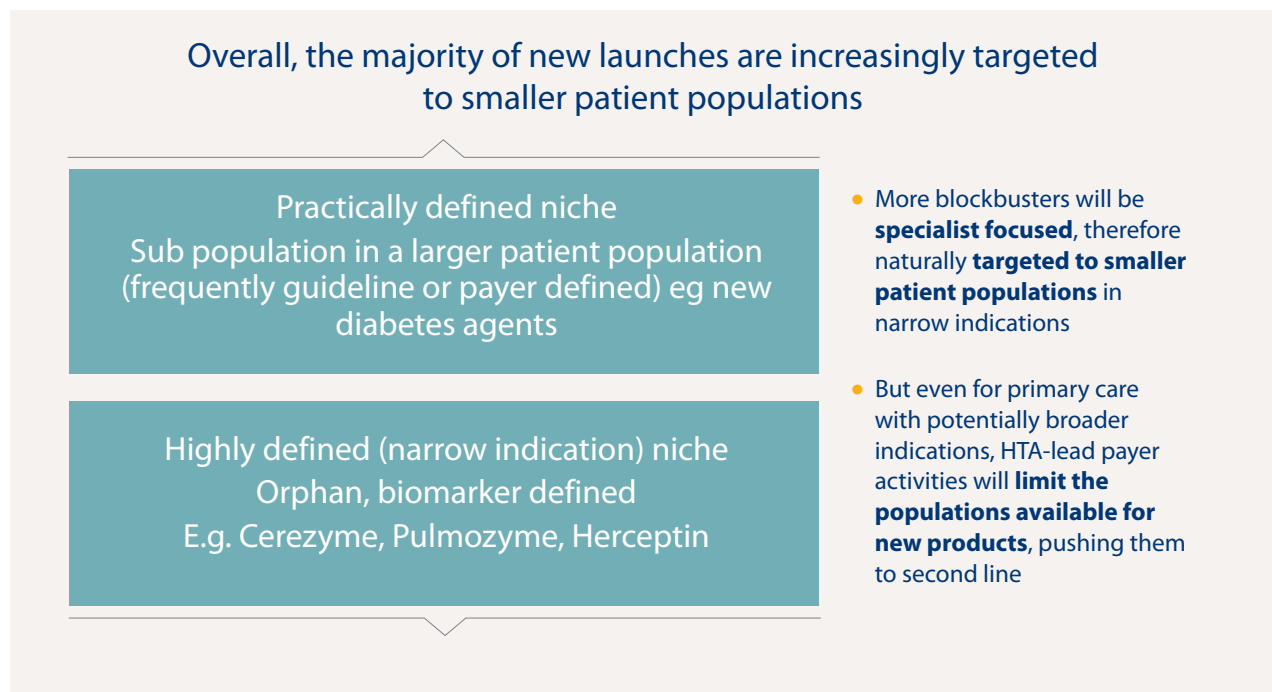 Overall, the majority of new launches are increasingly targeted
to smaller patient populations
Practically defined niche
Sub population in a larger patient population
(frequently guideline or payer defined) eg new
diabetes agents
Highly defined (narrow indication) niche
Orphan, biomarker defined
E.g. Cerezyme, Pulmozyme, Herceptin
• More blockbusters will be
specialist focused, therefore
naturally targeted to smaller
patient populations in
narrow indications
• But even for primary care
with potentially broader
indications, HTA-lead payer
activities will limit the
populations available for
new products, pushing them
to second line